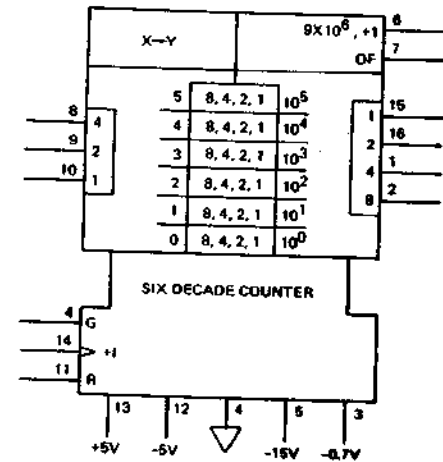 6
X→Y
9X10⁶, +1
7
OF
5 8, 4, 2, 1 10⁵
4 8, 4, 2, 1 10⁴
3 8, 4, 2, 1 10³
2 8, 4, 2, 1 10²
1 8, 4, 2, 1 10¹
0 8, 4, 2, 1 10⁰
8 4
9 2
10 1
1 15
2 16
4 1
8 2
SIX DECADE COUNTER
4 G
14 +1
11 R
13 12 4 5 3
+5V -5V -15V -0.7V